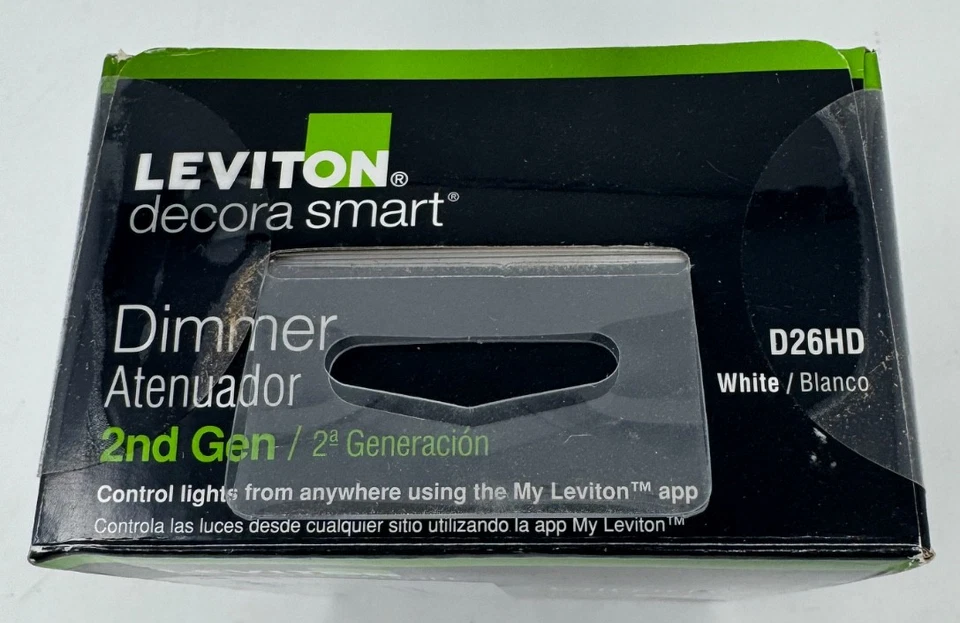 LEVITON®
decora smart®
Dimmer
Atenuador
2nd Gen / 2ª Generación
D26HD
White / Blanco
Control lights from anywhere using the My Leviton™ app
Controla las luces desde cualquier sitio utilizando la app My Leviton™